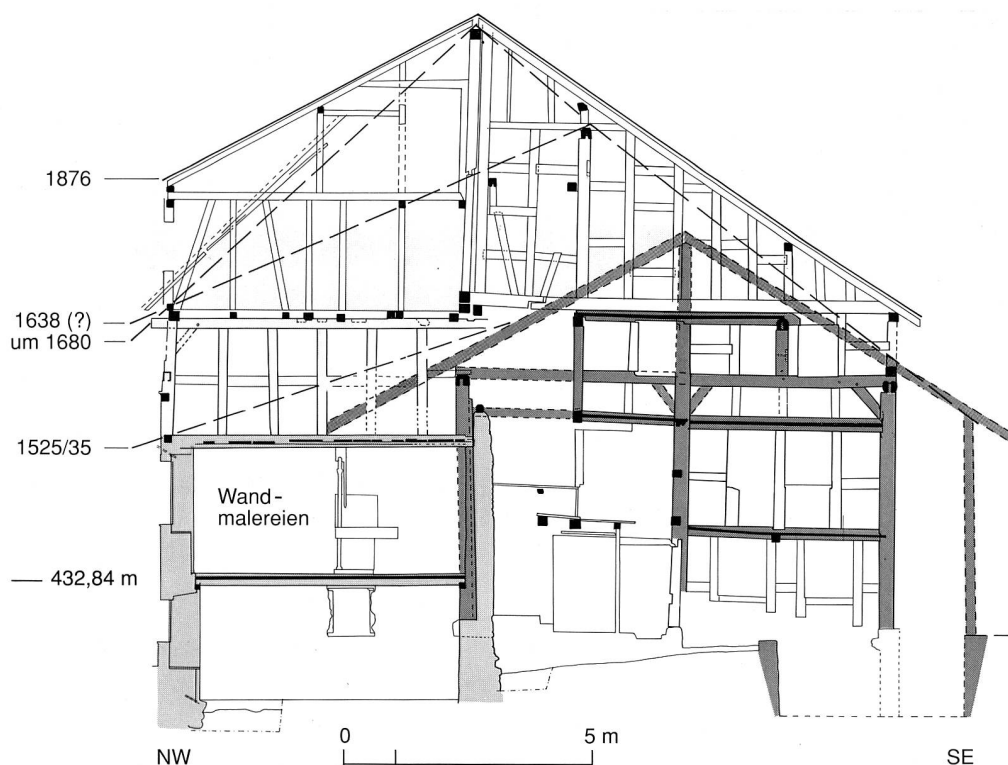 1876
1638 (?)
um 1680
1525/35
Wand-
malereien
432,84 m
0
5 m
NW
SE